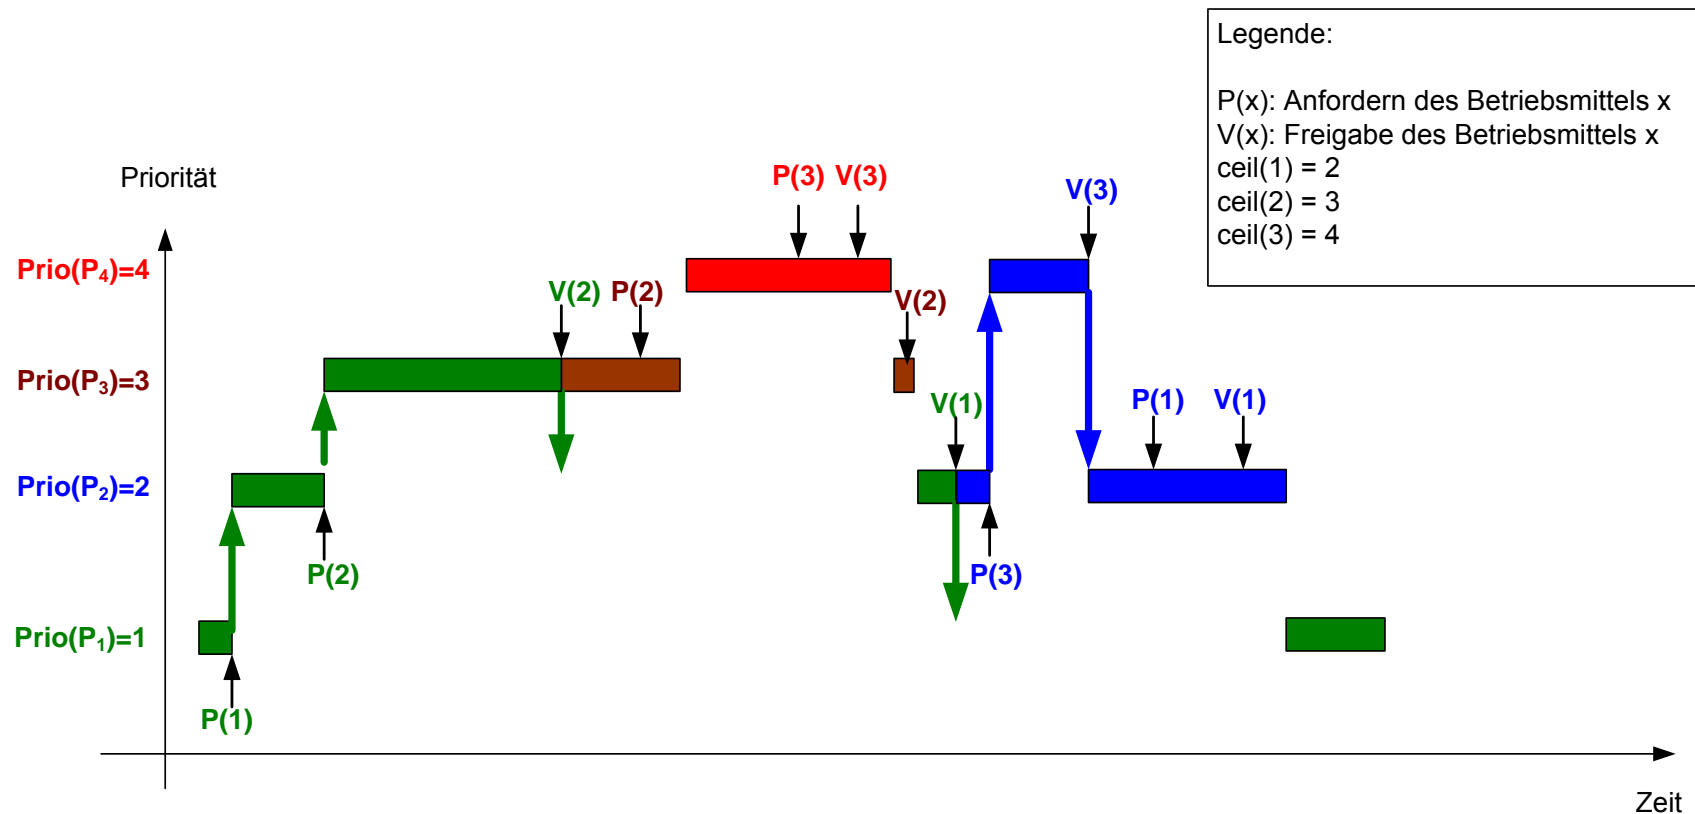 Legende:
P(x): Anfordern des Betriebsmittels x
V(x): Freigabe des Betriebsmittels x
ceil(1) = 2
ceil(2) = 3
ceil(3) = 4
Priorität
P(3) V(3)
V(3)
Prio(P4)=4
V(2) P(2)
V(2)
Prio(P3)=3
V(1)
P(1) V(1)
Prio(P2)=2
P(2)
P(3)
Prio(P1)=1
P(1)
Zeit